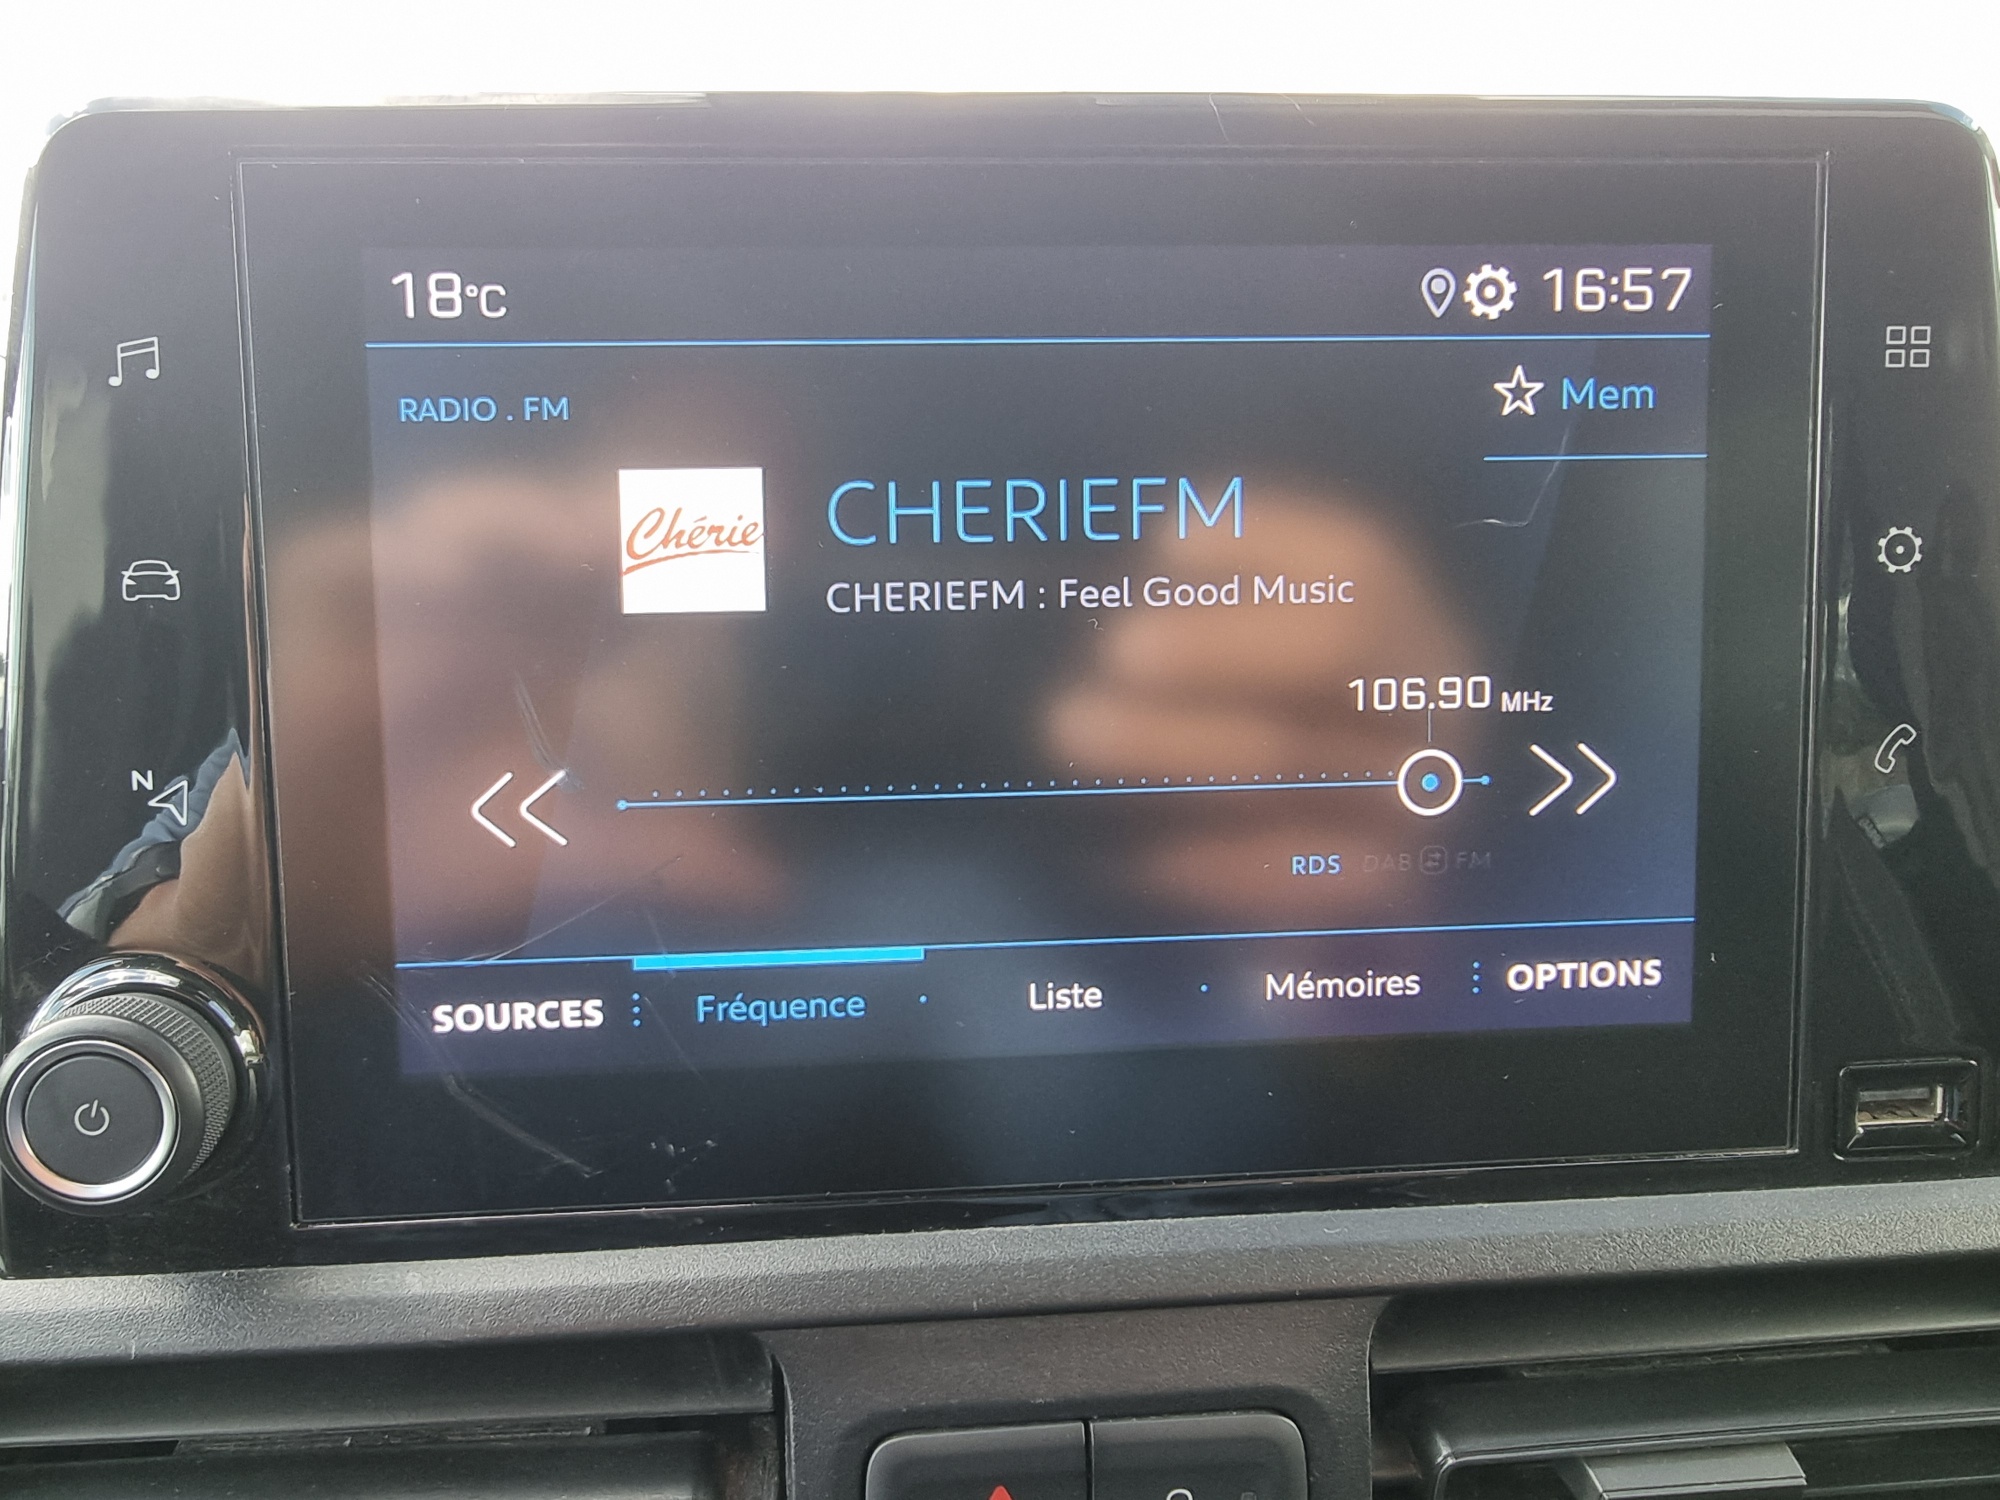 18°C
16:57
RADIO . FM
Mem
Chérie
CHERIEFM
CHERIEFM : Feel Good Music
106.90 MHz
N
RDS DAB FM
SOURCES Fréquence Liste Mémoires OPTIONS